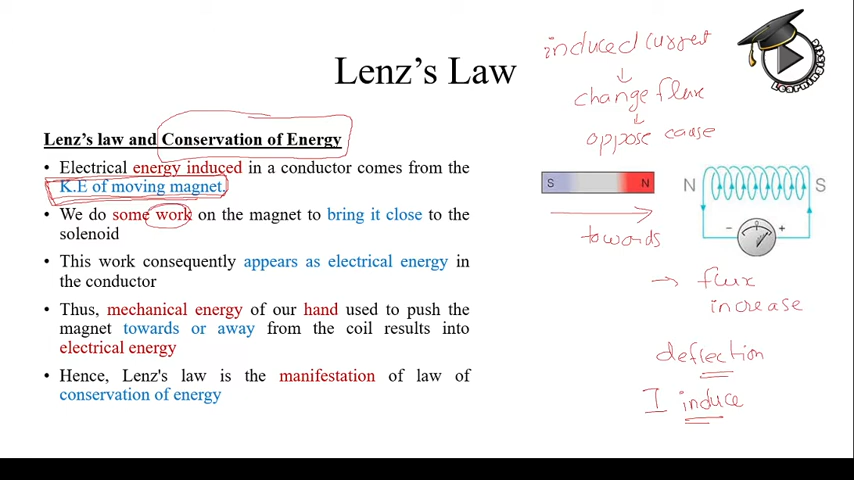 Lenz's Law
Lenz's law and Conservation of Energy
• Electrical energy induced in a conductor comes from the
K.E of moving magnet.
• We do some work on the magnet to bring it close to the
solenoid
• This work consequently appears as electrical energy in
the conductor
• Thus, mechanical energy of our hand used to push the
magnet towards or away from the coil results into
electrical energy
• Hence, Lenz's law is the manifestation of law of
conservation of energy
induced current
↓
change flux
↓
oppose cause
S N N S
- 0 +
towards
→ flux
increase
deflection
I induce
Learning